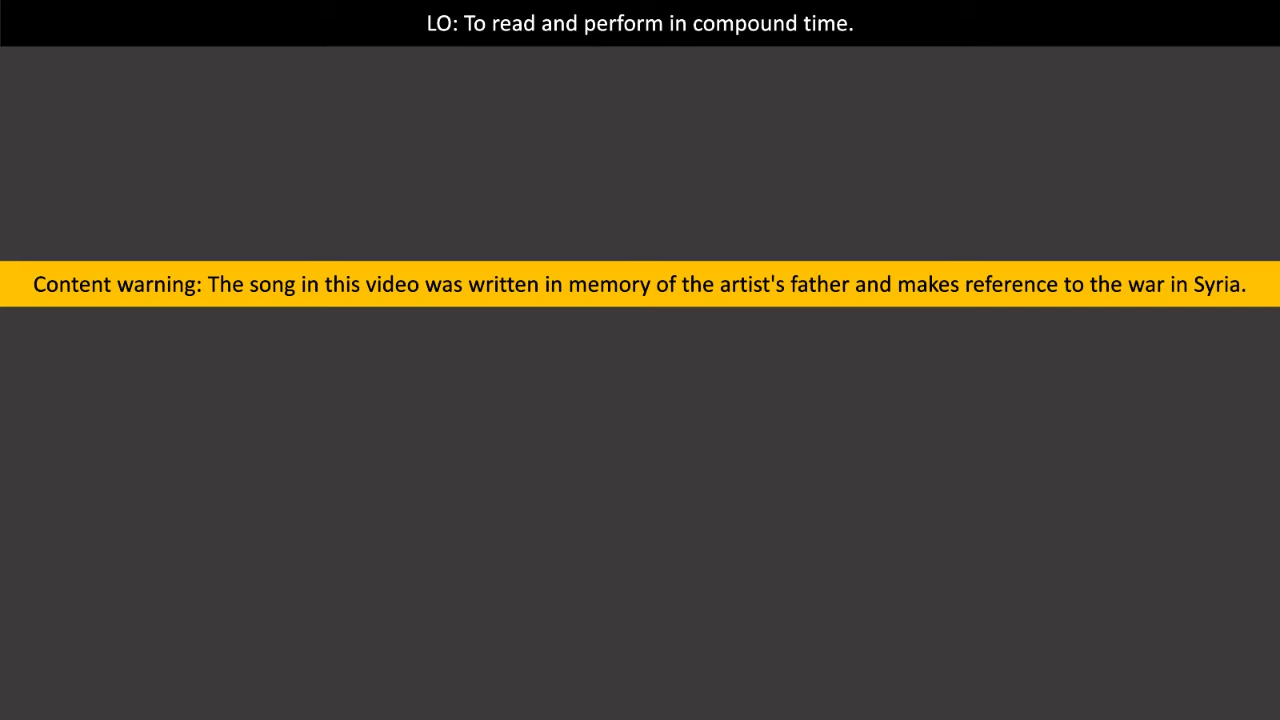 LO: To read and perform in compound time.
Content warning: The song in this video was written in memory of the artist's father and makes reference to the war in Syria.